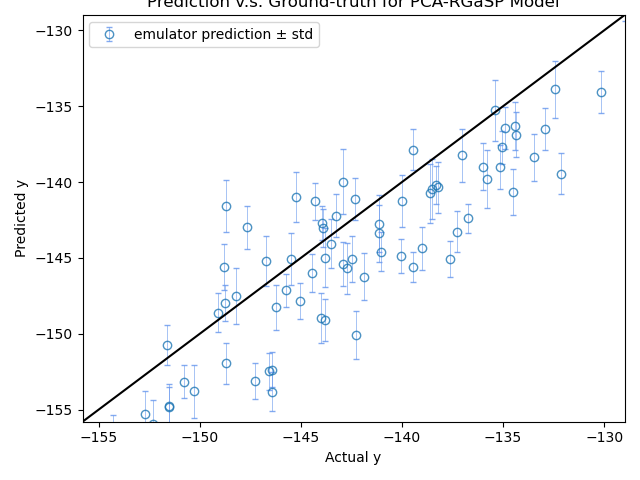 Prediction v.s. Ground-truth for PCA-RGaSP Model
emulator prediction ± std
Predicted y
−130
−135
−140
−145
−150
−155
−155 −150 −145 −140 −135 −130
Actual y